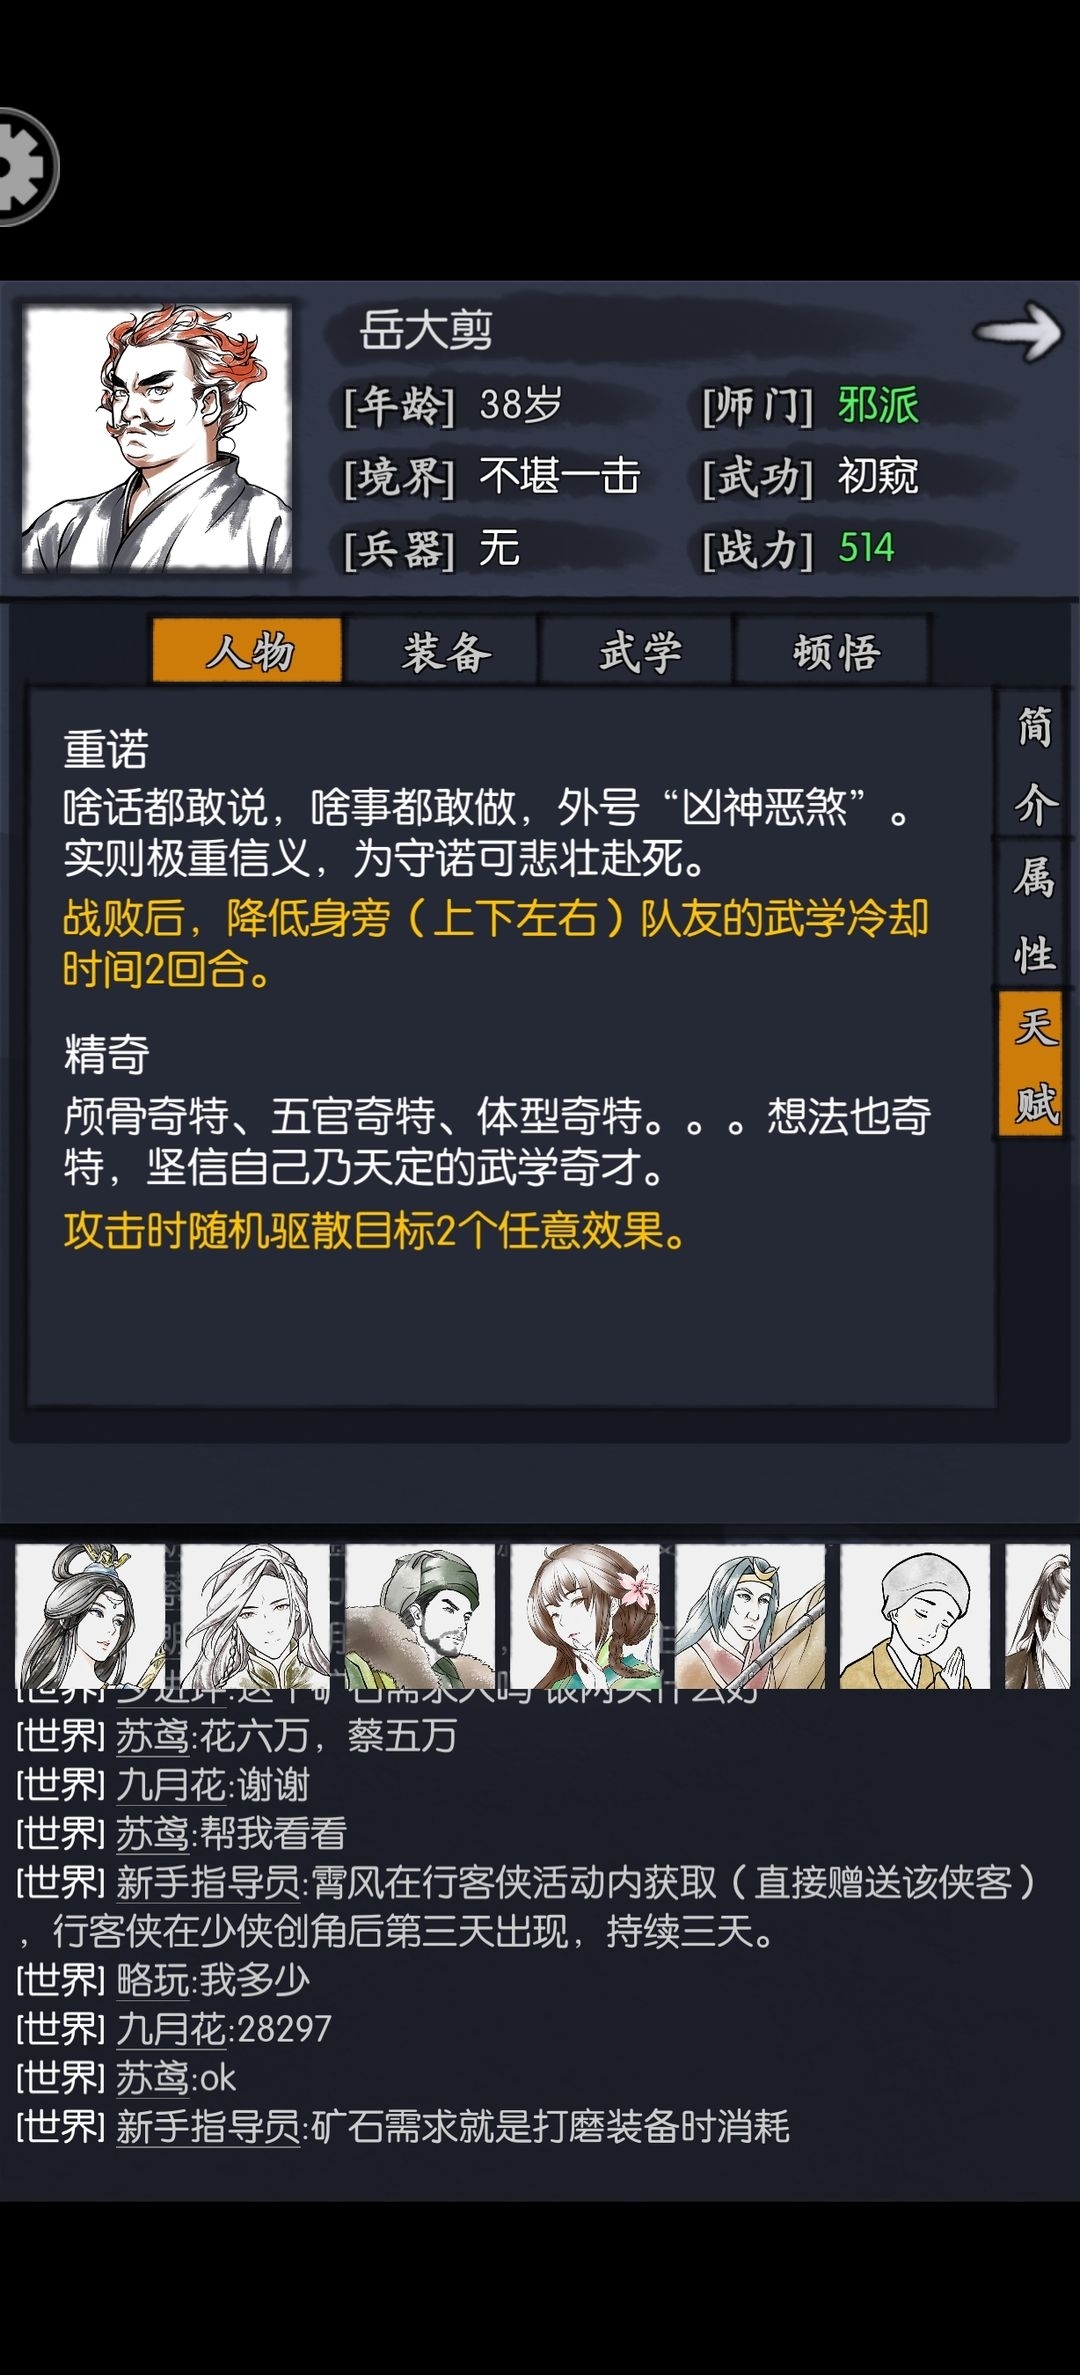 岳大剪
[年龄] 38岁 [师门] 邪派
[境界] 不堪一击 [武功] 初窥
[兵器] 无 [战力] 514
人物 装备 武学 顿悟
简介
属性
天赋
重诺
啥话都敢说，啥事都敢做，外号“凶神恶煞”。
实则极重信义，为守诺可悲壮赴死。
战败后，降低身旁（上下左右）队友的武学冷却
时间2回合。
精奇
颅骨奇特、五官奇特、体型奇特。。。想法也奇
特，坚信自己乃天定的武学奇才。
攻击时随机驱散目标2个任意效果。
[世界] 苏鸢:花六万，蔡五万
[世界] 九月花:谢谢
[世界] 苏鸢:帮我看看
[世界] 新手指导员:霄风在行客侠活动内获取（直接赠送该侠客）
，行客侠在少侠创角后第三天出现，持续三天。
[世界] 略玩:我多少
[世界] 九月花:28297
[世界] 苏鸢:ok
[世界] 新手指导员:矿石需求就是打磨装备时消耗